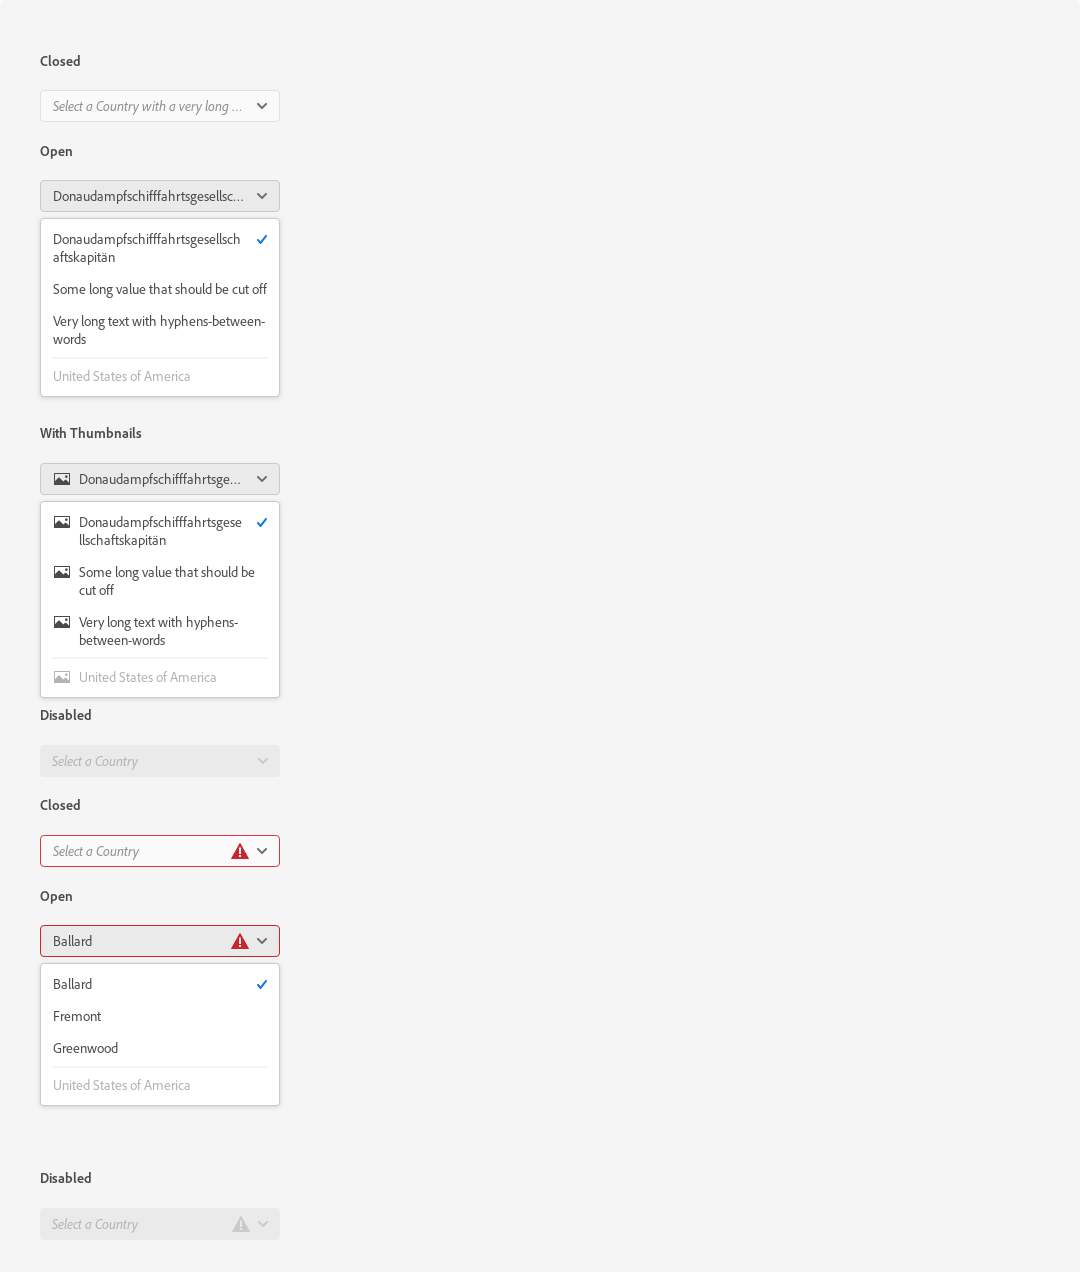 Closed
Select a Country with a very long …
Open
Donaudampfschifffahrtsgesellsc…
Donaudampfschifffahrtsgesellsch
aftskapitän
Some long value that should be cut off
Very long text with hyphens-between-
words
United States of America
With Thumbnails
Donaudampfschifffahrtsge…
Donaudampfschifffahrtsgese
llschaftskapitän
Some long value that should be
cut off
Very long text with hyphens-
between-words
United States of America
Disabled
Select a Country
Closed
Select a Country
Open
Ballard
Ballard
Fremont
Greenwood
United States of America
Disabled
Select a Country